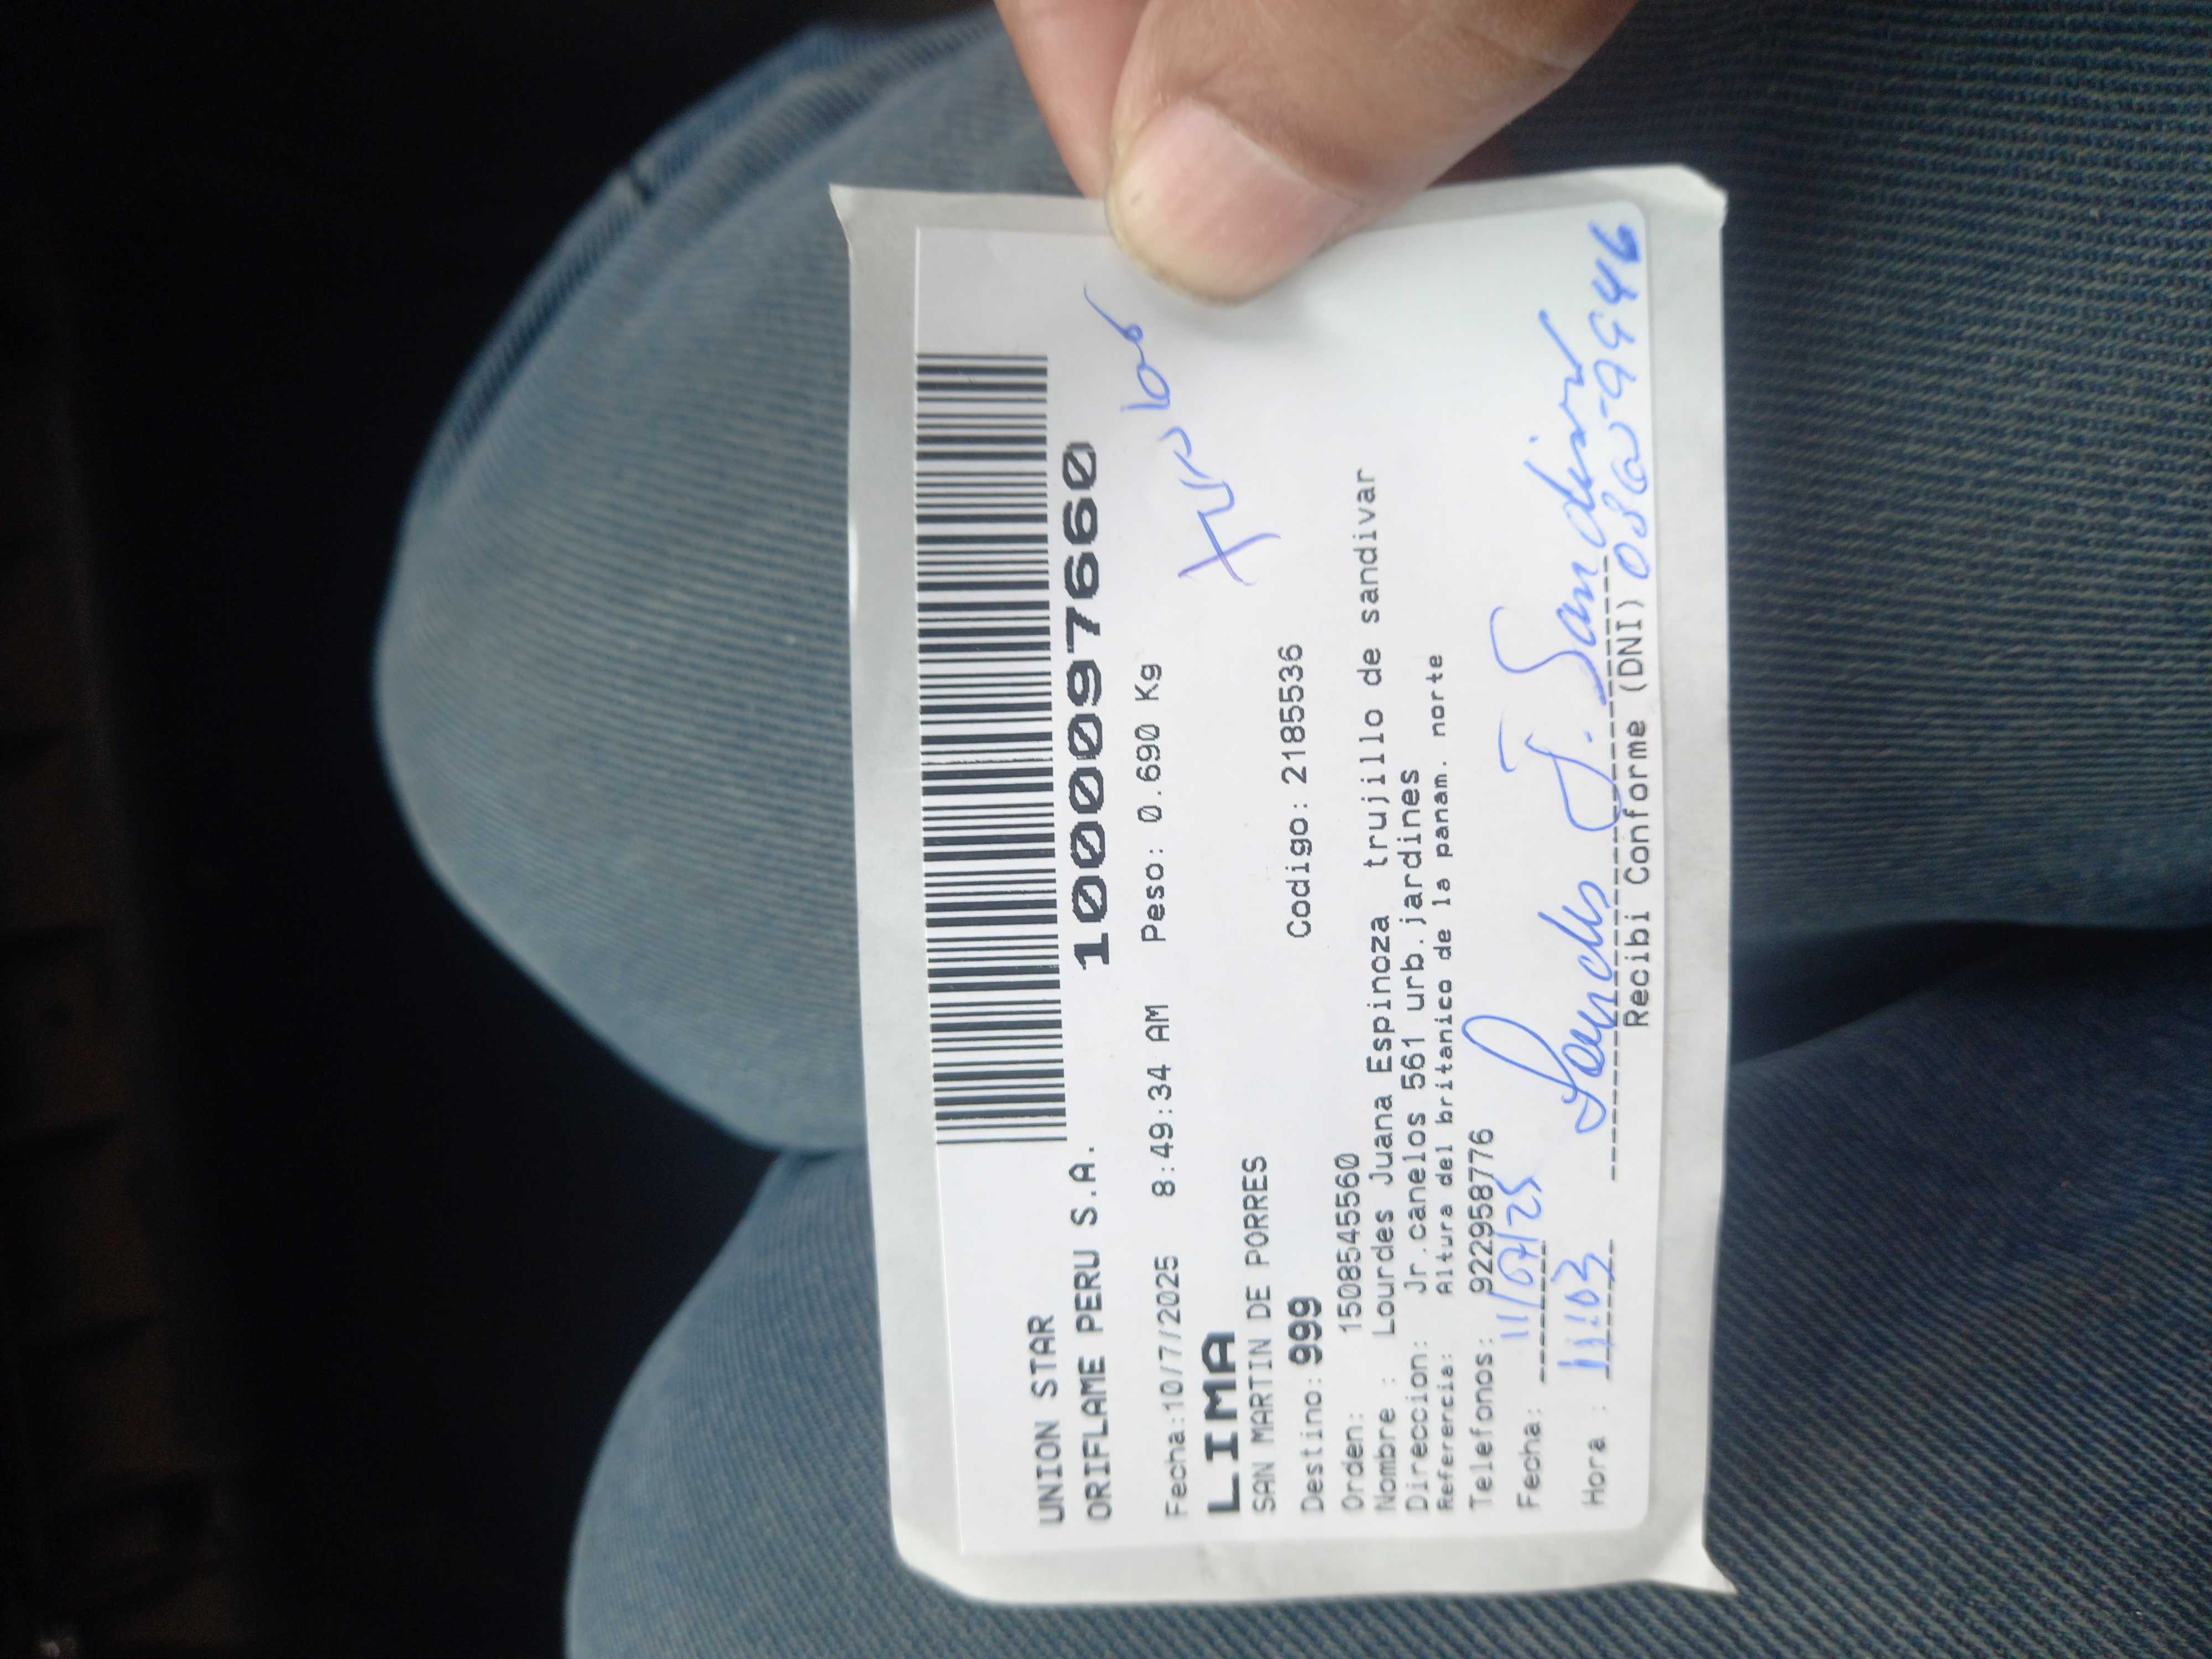 UNION STAR
ORIFLAME PERU S.A. 1000097660
Fecha:10/7/2025 8:49:34 AM Peso: 0.690 Kg
LIMA
SAN MARTIN DE PORRES
Destino:999 Codigo:2185536
Orden: 1508545560
Nombre : Lourdes Juana Espinoza trujillo de sandivar
Direccion: Jr.canelos 561 urb.jardines
Referencia: Altura del britanico de la panam. norte
Telefonos: 922958776
Fecha: 11/07/25
Hora : 11:03 Lourdes J. Sandivar
Recibi Conforme (DNI)